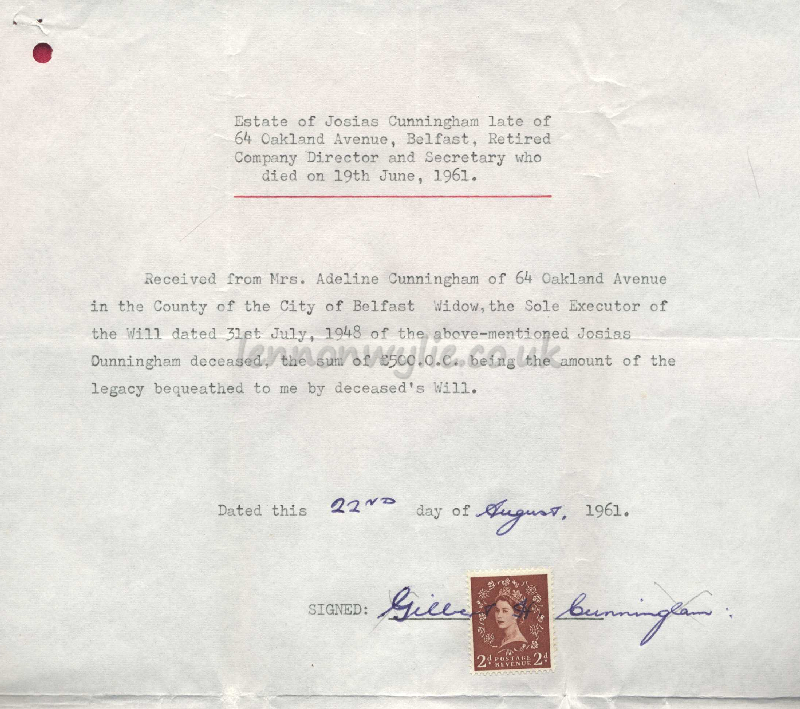 Estate of Josias Cunningham late of
64 Oakland Avenue, Belfast, Retired
Company Director and Secretary who
died on 19th June, 1961.
Received from Mrs. Adeline Cunningham of 64 Oakland Avenue
in the County of the City of Belfast Widow, the Sole Executor of
the Will dated 31st July, 1948 of the above-mentioned Josias
Dunningham deceased, the sum of £500.0.0. being the amount of the
lennonwylie.co.uk
legacy bequeathed to me by deceased's Will.
Dated this 22ND day of August, 1961.
SIGNED: Gilbert H Cunningham.
2d POSTAGE REVENUE 2d